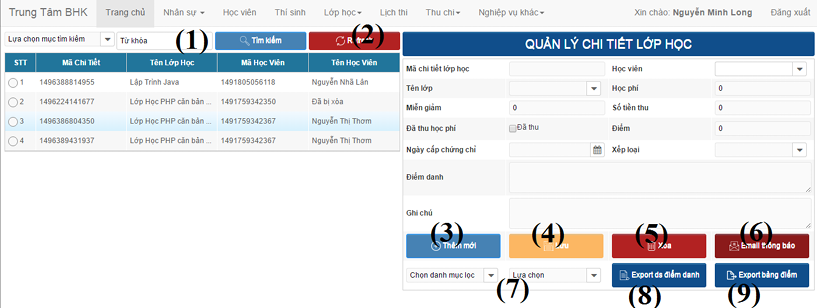 Trung Tâm BHK Trang chủ Nhân sự Học viên Thí sinh Lớp học Lịch thi Thu chi Nghiệp vụ khác Xin chào: Nguyễn Minh Long Đăng xuất
Lựa chọn mục tìm kiếm Từ khóa (1) Tìm kiếm (2)
STT Mã Chi Tiết Tên Lớp Học Mã Học Viên Tên Học Viên
1 1496388814955 Lập Trình Java 1491805056118 Nguyễn Nhã Lân
2 1496224141677 Lớp Học PHP căn bản ... 1491759342350 Đã bị xóa
3 1496386804350 Lớp Học PHP căn bản ... 1491759342367 Nguyễn Thị Thơm
4 1496389431937 Lớp Học PHP căn bản ... 1491759342367 Nguyễn Thị Thơm
QUẢN LÝ CHI TIẾT LỚP HỌC
Mã chi tiết lớp học Học viên
Tên lớp Học phí 0
Miễn giảm 0 Số tiền thu 0
Đã thu học phí Đã thu Điểm 0
Ngày cấp chứng chỉ Xếp loại
Điểm danh
Ghi chú
(3) Thêm mới (4) (5) Xóa (6) Email thông báo
Chọn danh mục lọc (7) Lựa chọn (8) Export ds điểm danh (9) Export bảng điểm